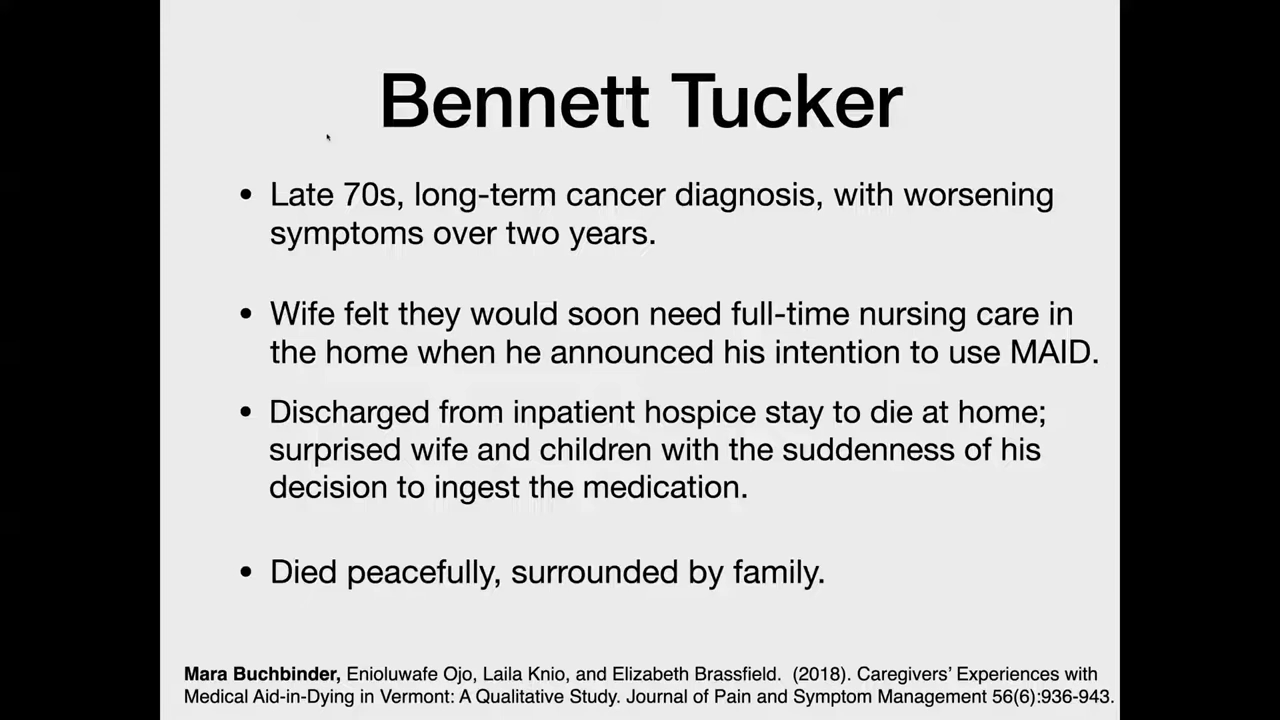 Bennett Tucker
• Late 70s, long-term cancer diagnosis, with worsening
symptoms over two years.
• Wife felt they would soon need full-time nursing care in
the home when he announced his intention to use MAID.
• Discharged from inpatient hospice stay to die at home;
surprised wife and children with the suddenness of his
decision to ingest the medication.
• Died peacefully, surrounded by family.
Mara Buchbinder, Enioluwafe Ojo, Laila Knio, and Elizabeth Brassfield. (2018). Caregivers’ Experiences with
Medical Aid-in-Dying in Vermont: A Qualitative Study. Journal of Pain and Symptom Management 56(6):936-943.